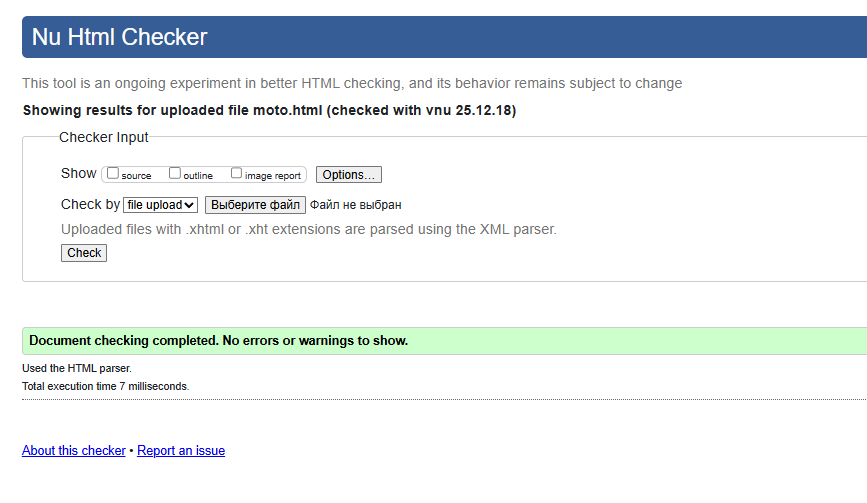 Nu Html Checker
This tool is an ongoing experiment in better HTML checking, and its behavior remains subject to change
Showing results for uploaded file moto.html (checked with vnu 25.12.18)
Checker Input
Show source outline image report Options...
Check by file upload Выберите файл Файл не выбран
Uploaded files with .xhtml or .xht extensions are parsed using the XML parser.
Check
Document checking completed. No errors or warnings to show.
Used the HTML parser.
Total execution time 7 milliseconds.
About this checker • Report an issue